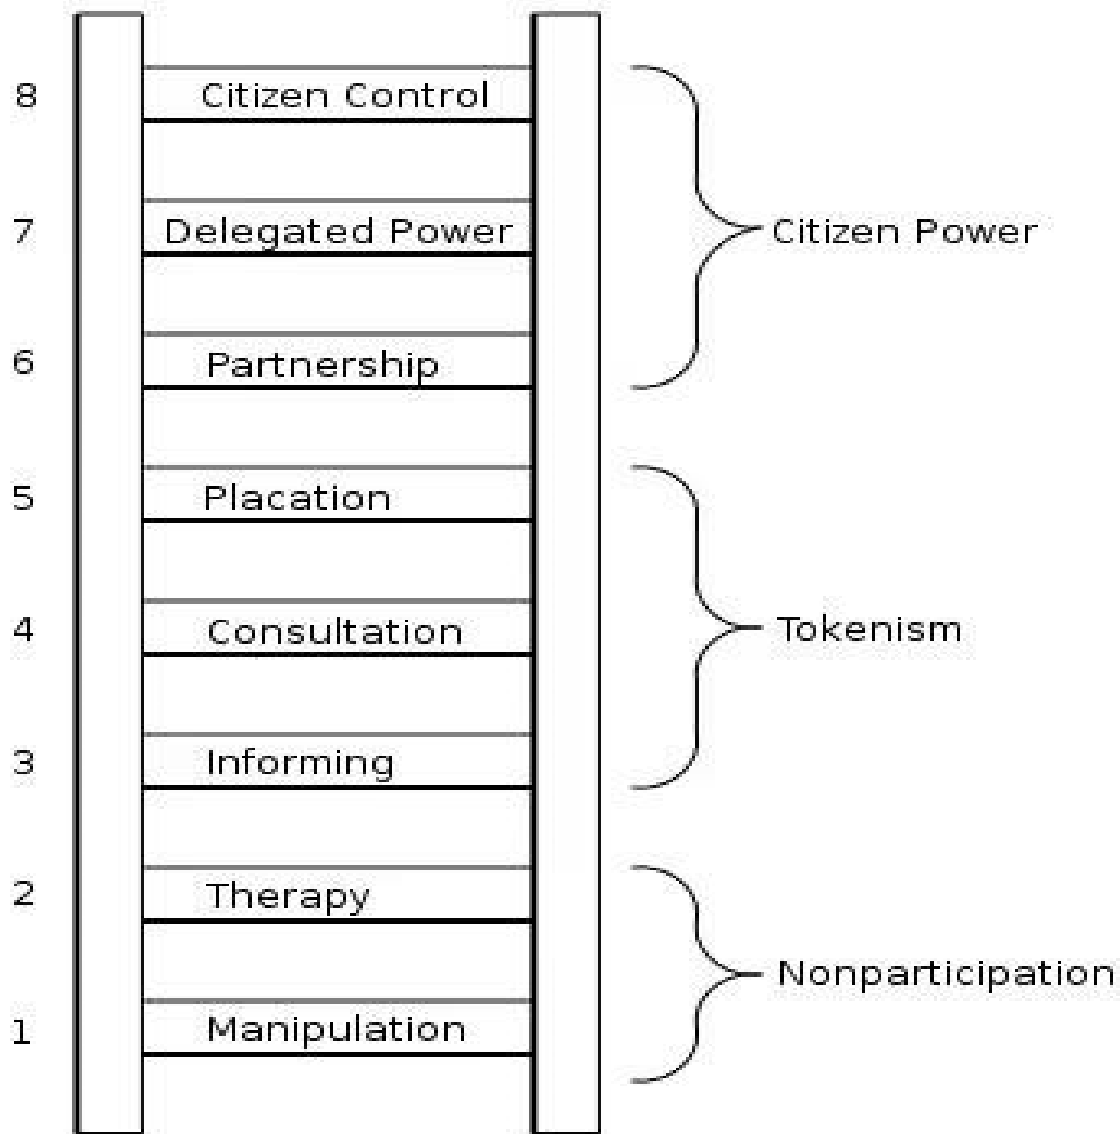 8 Citizen Control
7 Delegated Power
Citizen Power
6 Partnership
5 Placation
4 Consultation
Tokenism
3 Informing
2 Therapy
Nonparticipation
1 Manipulation